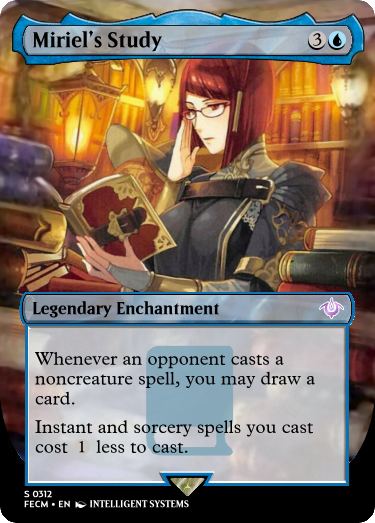 Miriel's Study 3
Legendary Enchantment
Whenever an opponent casts a
noncreature spell, you may draw a
card.
Instant and sorcery spells you cast
cost 1 less to cast.
S 0312
FECM • EN INTELLIGENT SYSTEMS